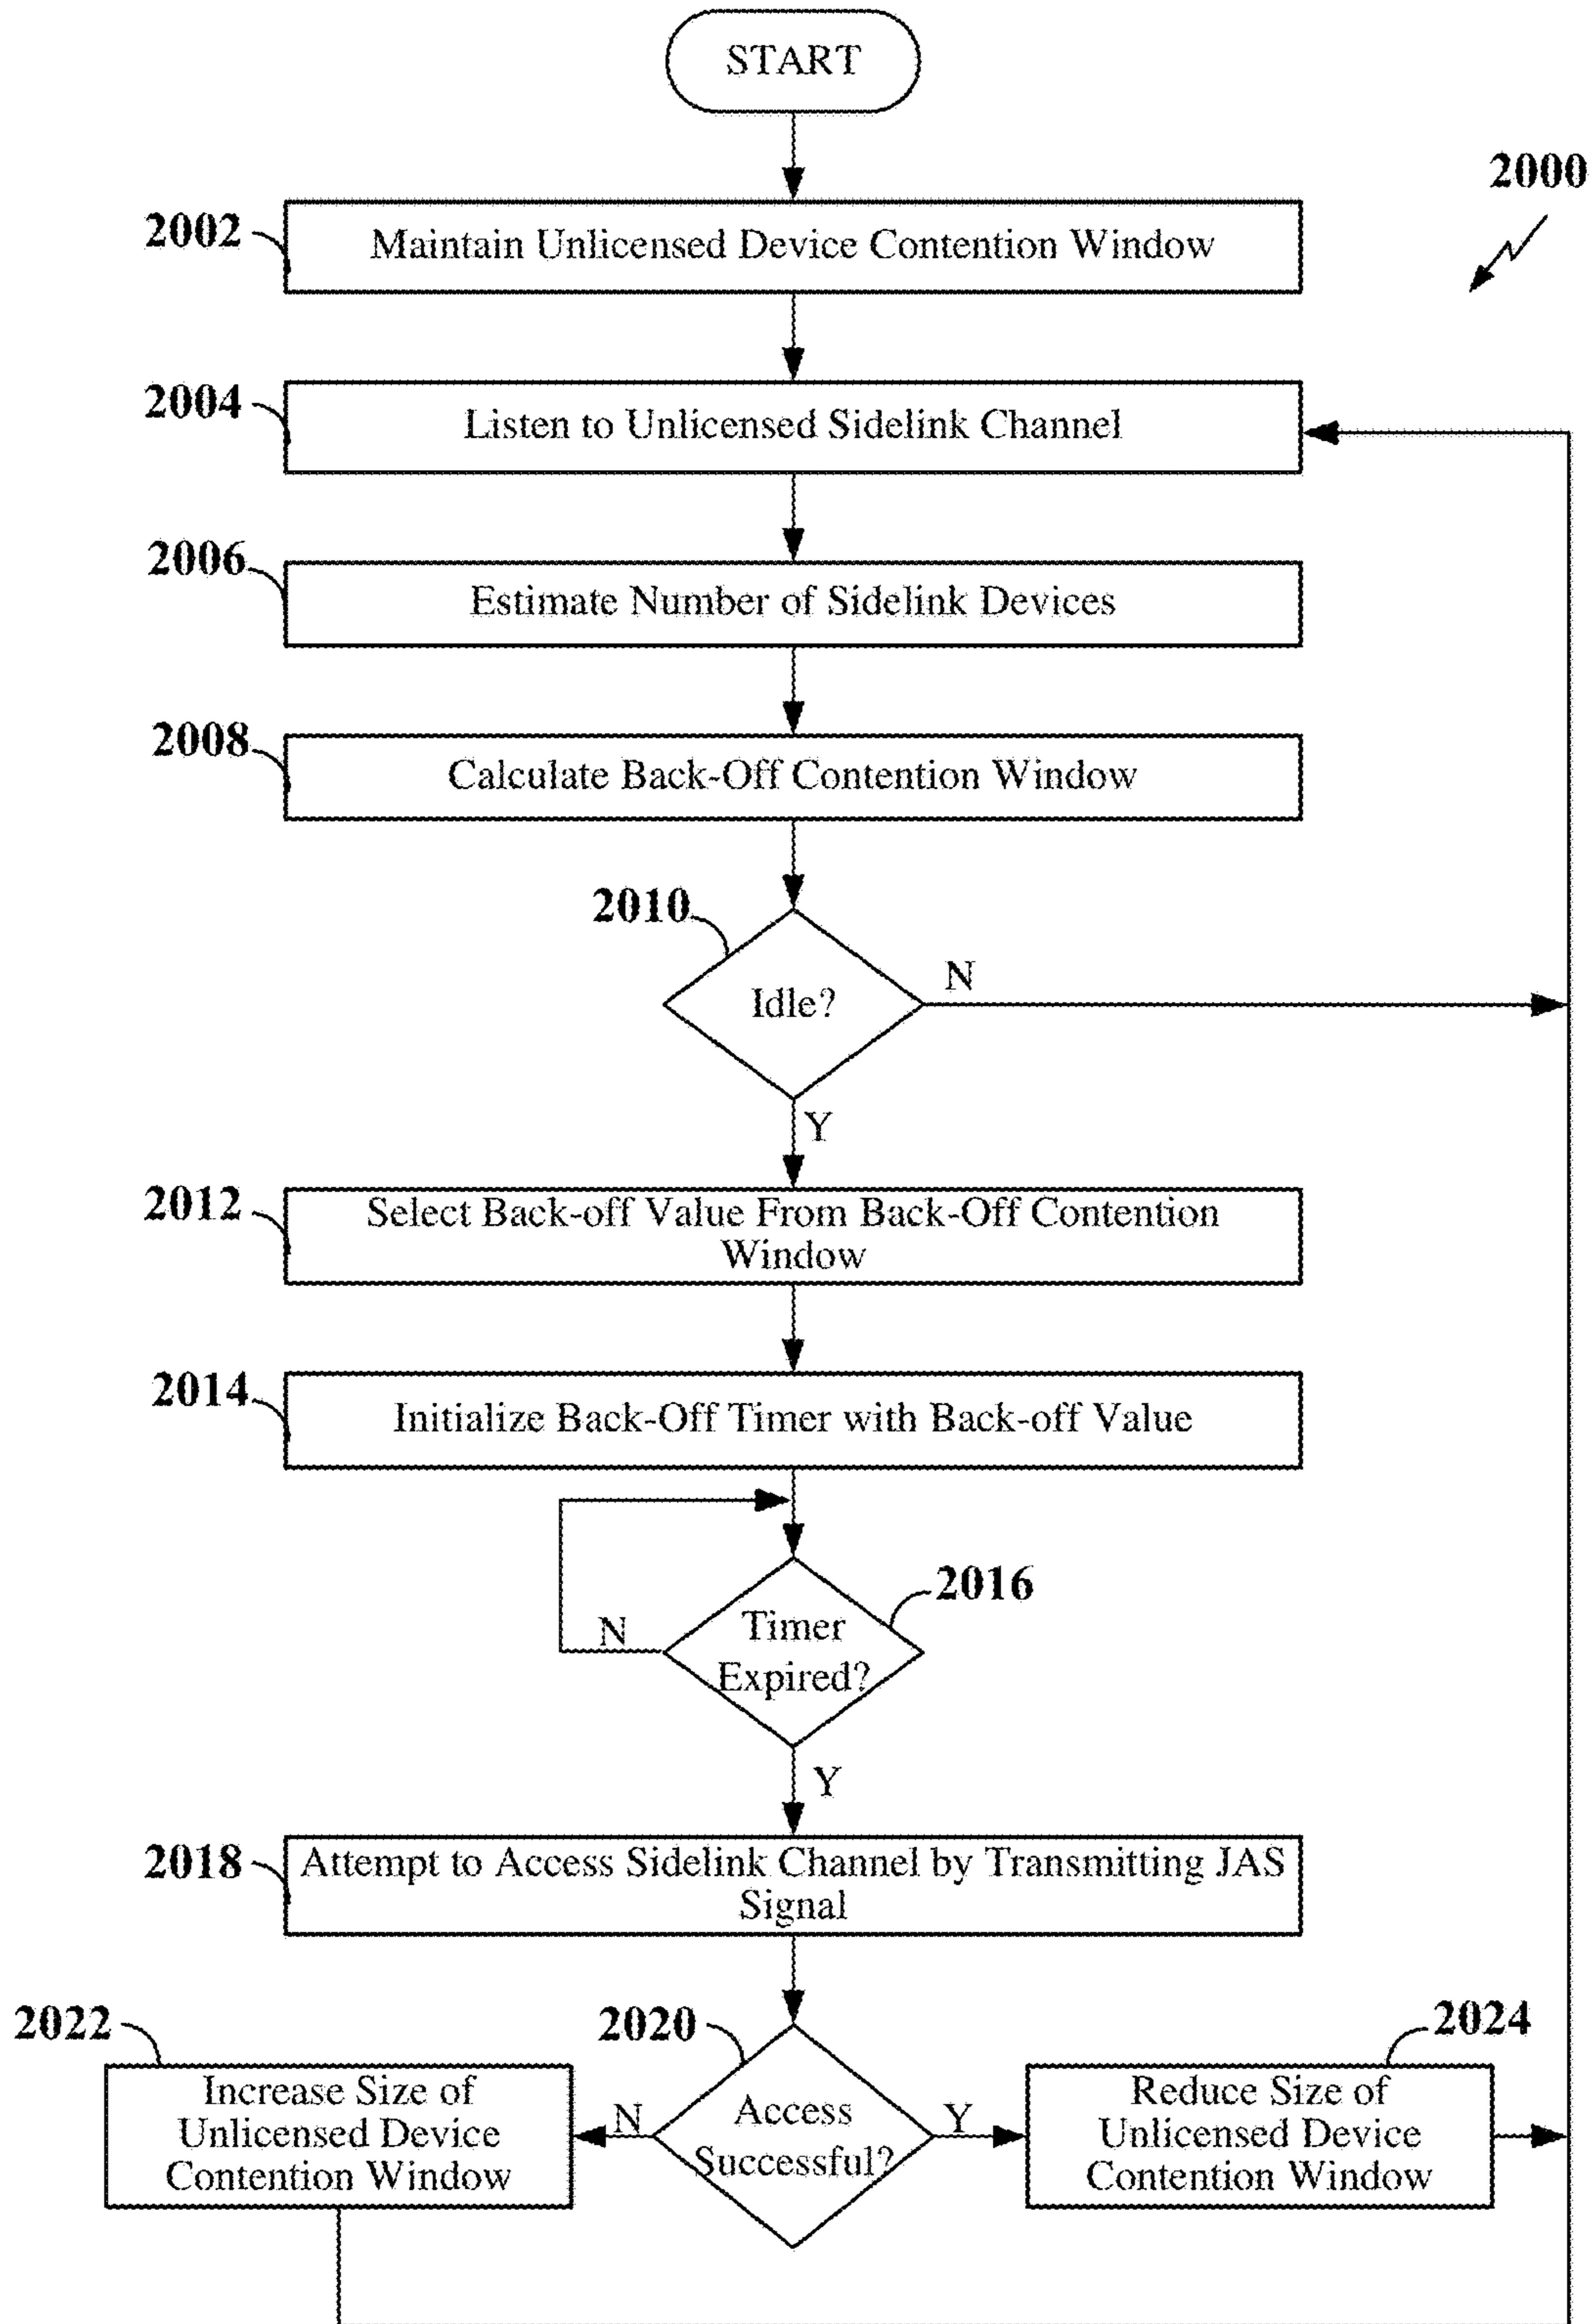 START
2000
2002
Maintain Unlicensed Device Contention Window
2004
Listen to Unlicensed Sidelink Channel
2006
Estimate Number of Sidelink Devices
2008
Calculate Back-Off Contention Window
2010
Idle?
N
Y
2012
Select Back-off Value From Back-Off Contention
Window
2014
Initialize Back-Off Timer with Back-off Value
2016
Timer
Expired?
N
Y
2018
Attempt to Access Sidelink Channel by Transmitting JAS
Signal
2022
2020
2024
Increase Size of
Unlicensed Device
Contention Window
N
Access
Successful?
Y
Reduce Size of
Unlicensed Device
Contention Window